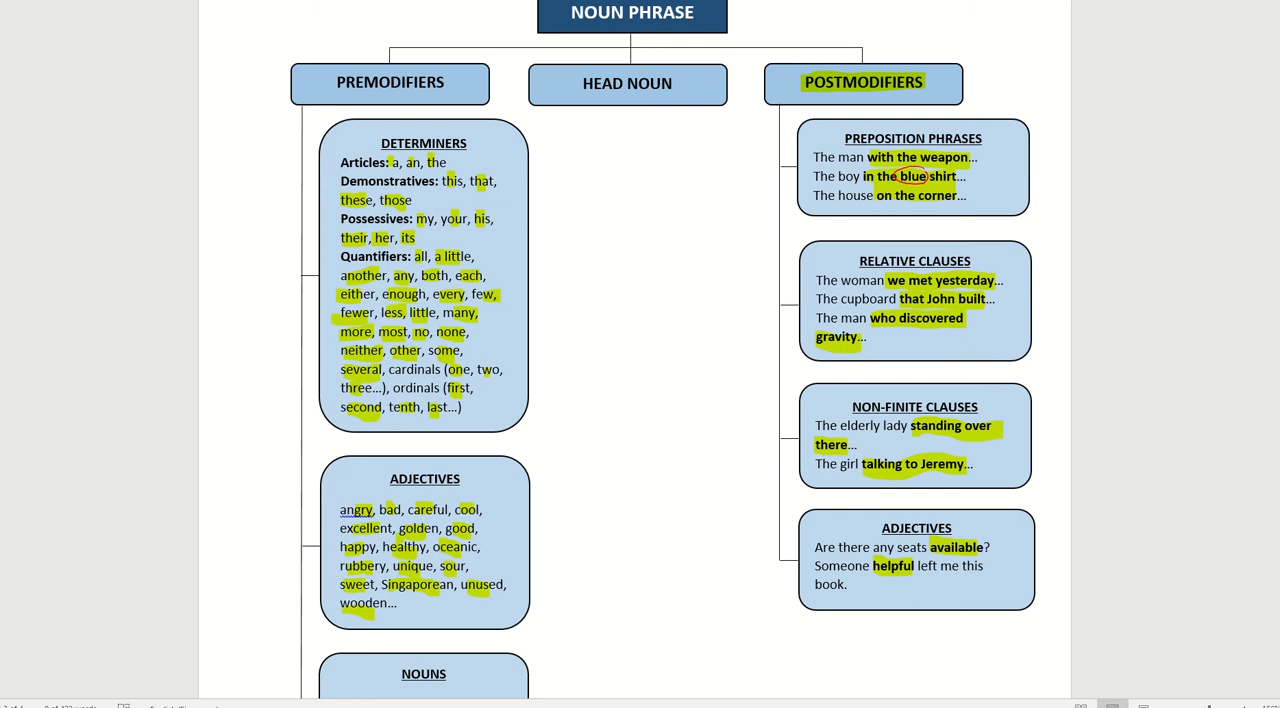 NOUN PHRASE
PREMODIFIERS
HEAD NOUN
POSTMODIFIERS
DETERMINERS
Articles: a, an, the
Demonstratives: this, that,
these, those
Possessives: my, your, his,
their, her, its
Quantifiers: all, a little,
another, any, both, each,
either, enough, every, few,
fewer, less, little, many,
more, most, no, none,
neither, other, some,
several, cardinals (one, two,
three...), ordinals (first,
second, tenth, last...)
ADJECTIVES
angry, bad, careful, cool,
excellent, golden, good,
happy, healthy, oceanic,
rubbery, unique, sour,
sweet, Singaporean, unused,
wooden...
NOUNS
PREPOSITION PHRASES
The man with the weapon...
The boy in the blue shirt...
The house on the corner...
RELATIVE CLAUSES
The woman we met yesterday...
The cupboard that John built...
The man who discovered
gravity...
NON-FINITE CLAUSES
The elderly lady standing over
there...
The girl talking to Jeremy...
ADJECTIVES
Are there any seats available?
Someone helpful left me this
book.